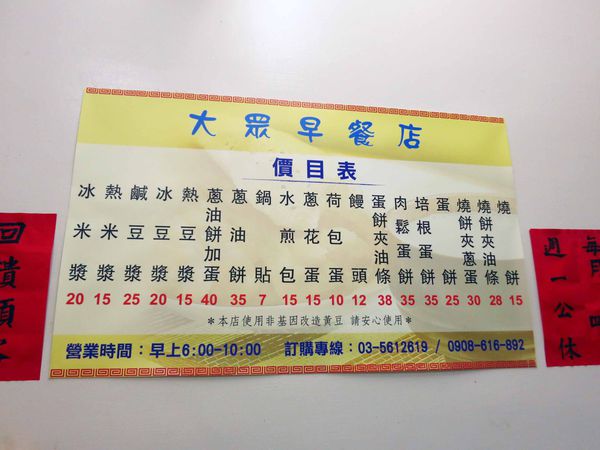 大眾早餐店
價目表
冰米漿 20
熱米漿 15
鹹豆漿 25
冰豆漿 20
熱豆漿 15
蔥油餅加蛋 40
蔥油餅 35
鍋貼 7
水煎包 15
蔥花蛋 15
荷包蛋 10
饅頭 12
蛋餅夾油條 38
肉鬆蛋餅 35
培根蛋餅 35
蛋餅 25
燒餅夾蔥蛋 30
燒餅夾油條 28
燒餅 15
*本店使用非基因改造黃豆 請安心使用*
營業時間：早上6:00-10:00 訂購專線：03-5612619 / 0908-616-892
回饋顧客
週一公休